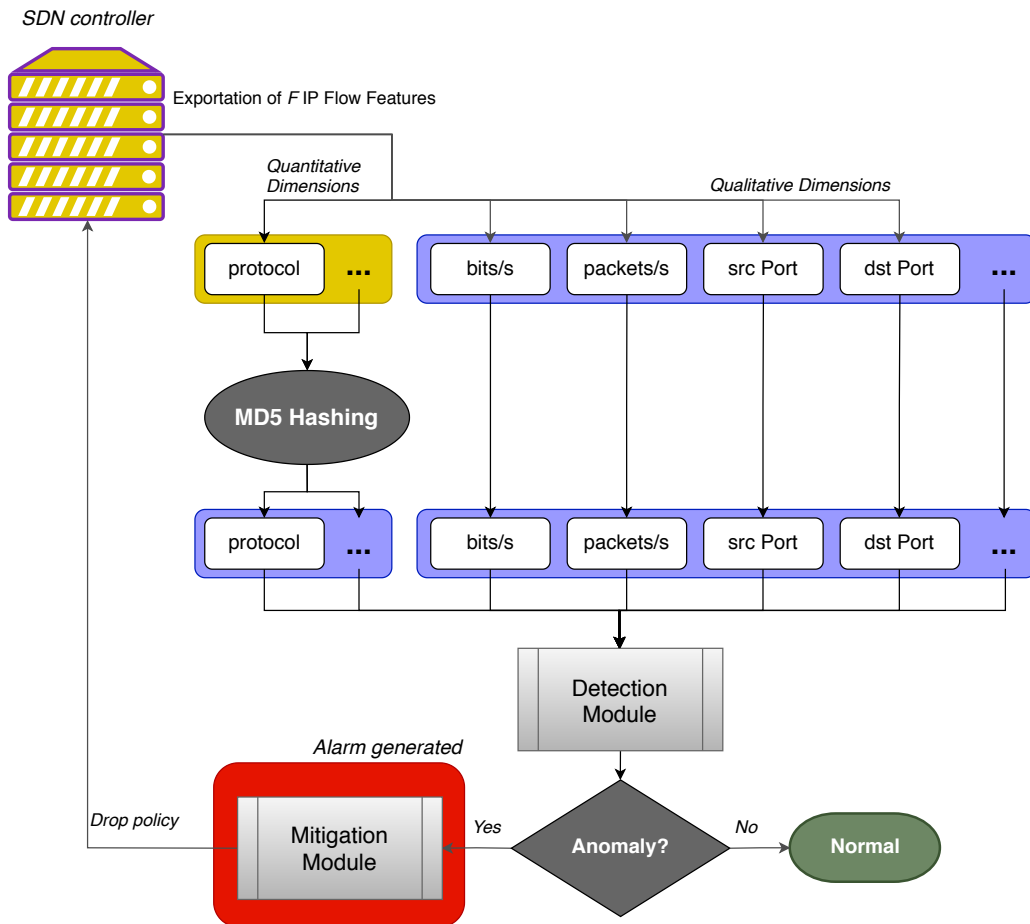 SDN controller
Exportation of F IP Flow Features
Quantitative
Dimensions
Qualitative Dimensions
protocol
...
bits/s
packets/s
src Port
dst Port
...
MD5 Hashing
protocol
...
bits/s
packets/s
src Port
dst Port
...
Detection
Module
Alarm generated
Mitigation
Module
Drop policy
Yes
Anomaly?
No
Normal